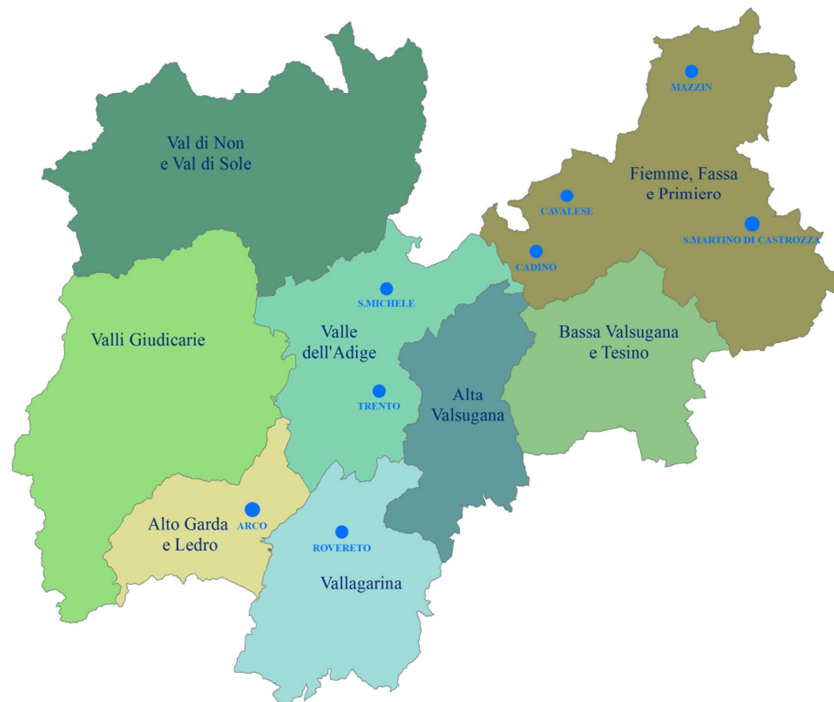 MAZZIN
Val di Non
e Val di Sole
Fiemme, Fassa
e Primiero
CAVALESE
S.MARTINO DI CASTROZZA
CADINO
S.MICHELE
Valli Giudicarie
Valle
dell'Adige
Bassa Valsugana
e Tesino
TRENTO
Alta
Valsugana
Alto Garda
e Ledro
ARCO
ROVERETO
Vallagarina